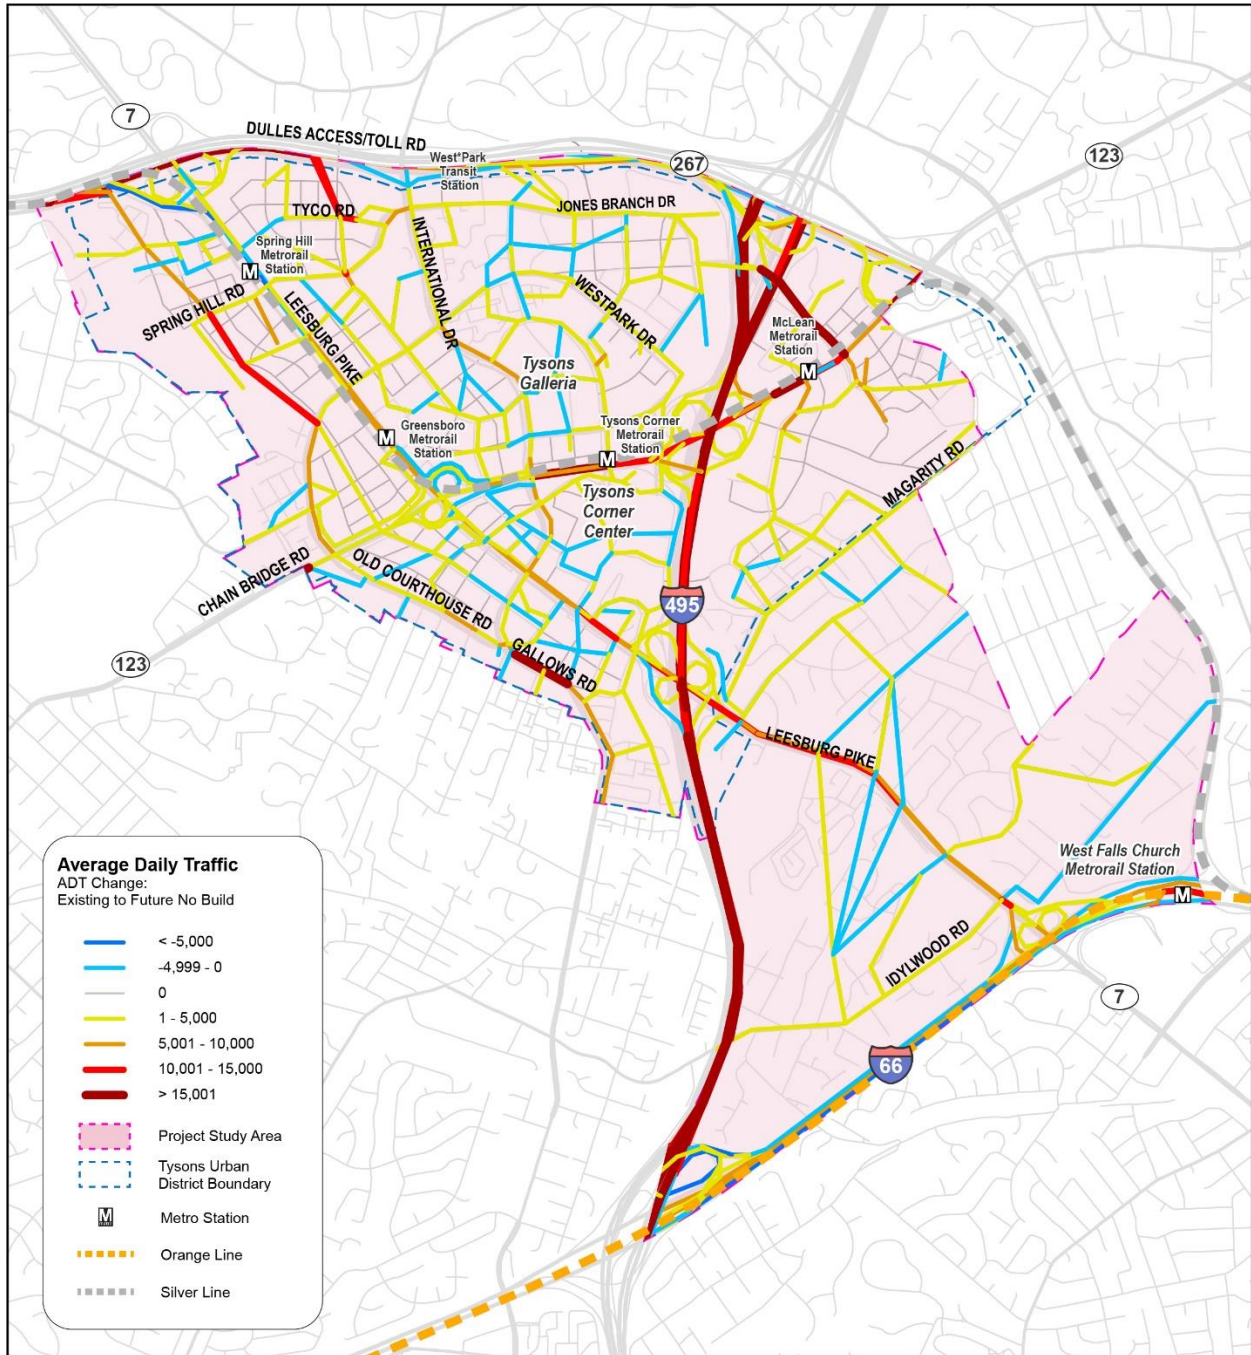 7
DULLES ACCESS/TOLL RD
West*Park
Transit
Station
267
123
TYCO RD
JONES BRANCH DR
INTERNATIONAL DR
Spring Hill
Metrorail
Station
M
SPRING HILL RD
LEESBURG PIKE
WESTPARK DR
McLean
Metrorail
Station
M
Tysons
Galleria
Greensboro
Metrorail
Station
M
Tysons Corner
Metrorail
Station
M
MAGARITY RD
Tysons
Corner
Center
CHAIN BRIDGE RD
OLD COURTHOUSE RD
495
123
GALLOWS RD
LEESBURG PIKE
West Falls Church
Metrorail Station
M
IDYLWOOD RD
7
66
Average Daily Traffic
ADT Change:
Existing to Future No Build
< -5,000
-4,999 - 0
0
1 - 5,000
5,001 - 10,000
10,001 - 15,000
> 15,001
Project Study Area
Tysons Urban
District Boundary
M
Metro Station
Orange Line
Silver Line